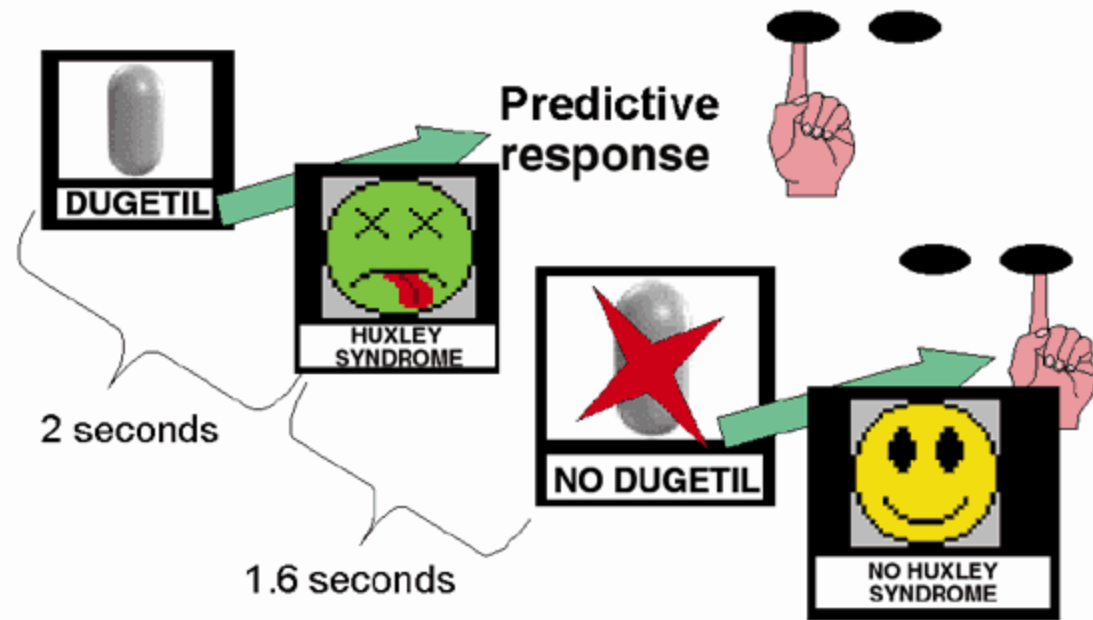 DUGETIL
Predictive
response
HUXLEY
SYNDROME
2 seconds
NO DUGETIL
1.6 seconds
NO HUXLEY
SYNDROME